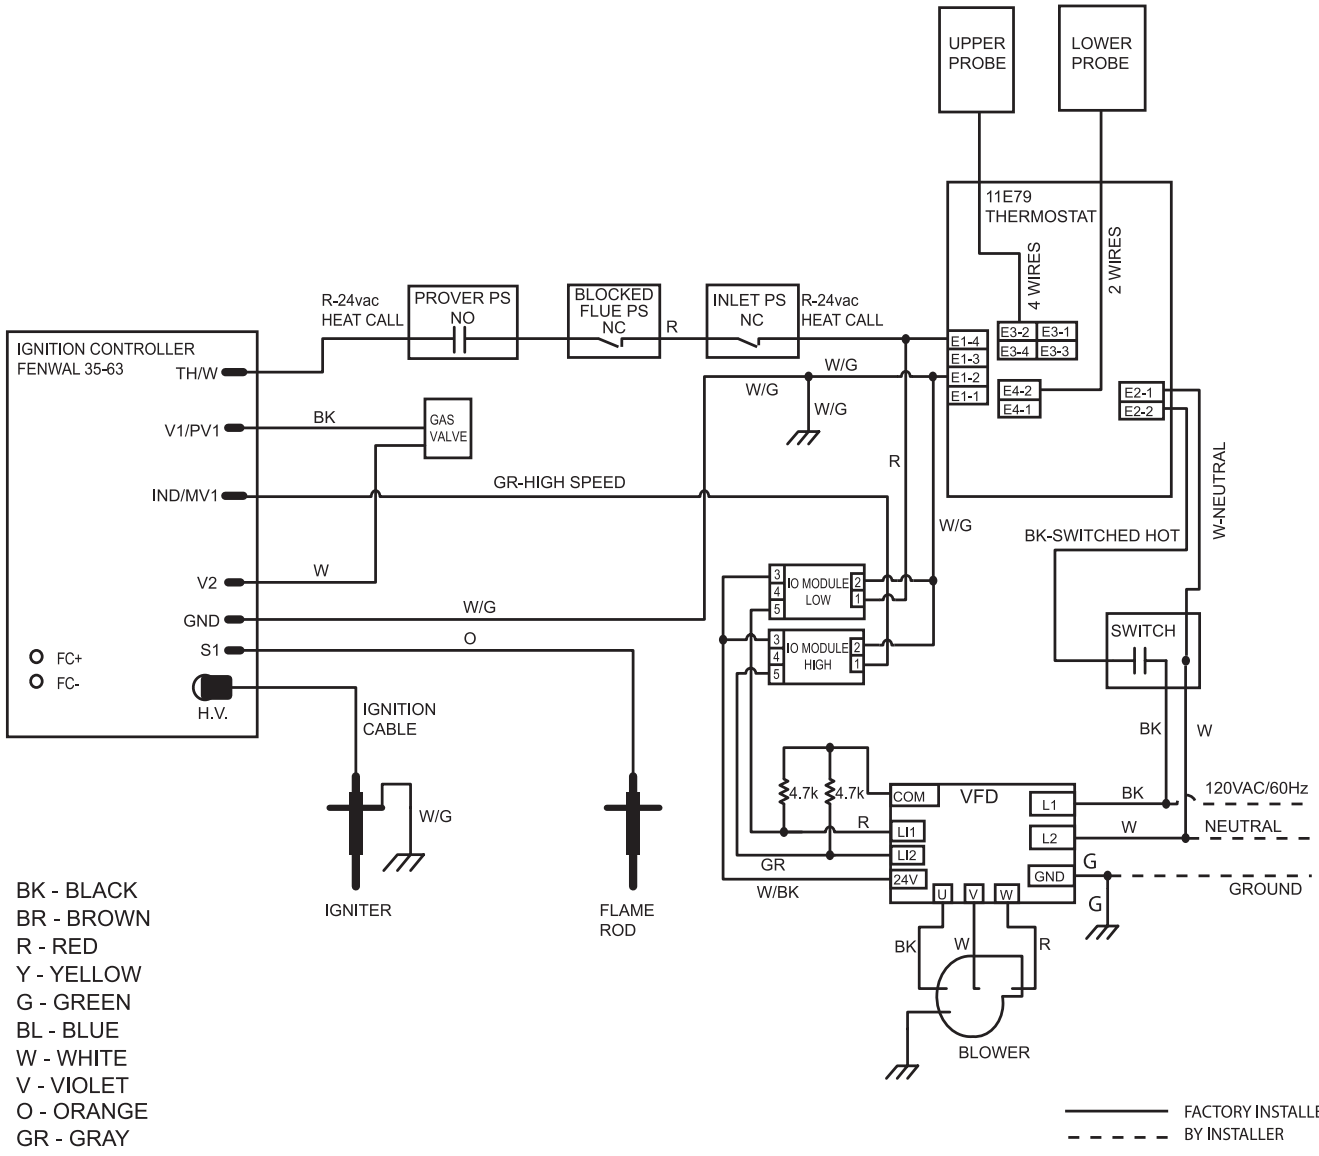 UPPER
PROBE
LOWER
PROBE
11E79
THERMOSTAT
4 WIRES
2 WIRES
R-24vac
HEAT CALL
PROVER PS
NO
BLOCKED
FLUE PS
NC
R
INLET PS
NC
R-24vac
HEAT CALL
E3-2
E3-1
E3-4
E3-3
E1-4
E1-3
E1-2
E1-1
E4-2
E4-1
E2-1
E2-2
IGNITION CONTROLLER
FENWAL 35-63
TH/W
V1/PV1
IND/MV1
V2
GND
S1
H.V.
FC+
FC-
BK
GAS
VALVE
W/G
W/G
W/G
R
GR-HIGH SPEED
W/G
W
W/G
O
BK-SWITCHED HOT
W-NEUTRAL
3
4
5
IO MODULE
LOW
2
1
3
4
5
IO MODULE
HIGH
2
1
SWITCH
BK
W
IGNITION
CABLE
W/G
IGNITER
FLAME
ROD
4.7k
4.7k
R
GR
W/BK
COM
VFD
LI1
LI2
24V
L1
L2
GND
U
V
W
BK
120VAC/60Hz
W
NEUTRAL
G
GROUND
G
BK
W
R
BLOWER
BK - BLACK
BR - BROWN
R - RED
Y - YELLOW
G - GREEN
BL - BLUE
W - WHITE
V - VIOLET
O - ORANGE
GR - GRAY
FACTORY INSTALLE
BY INSTALLER